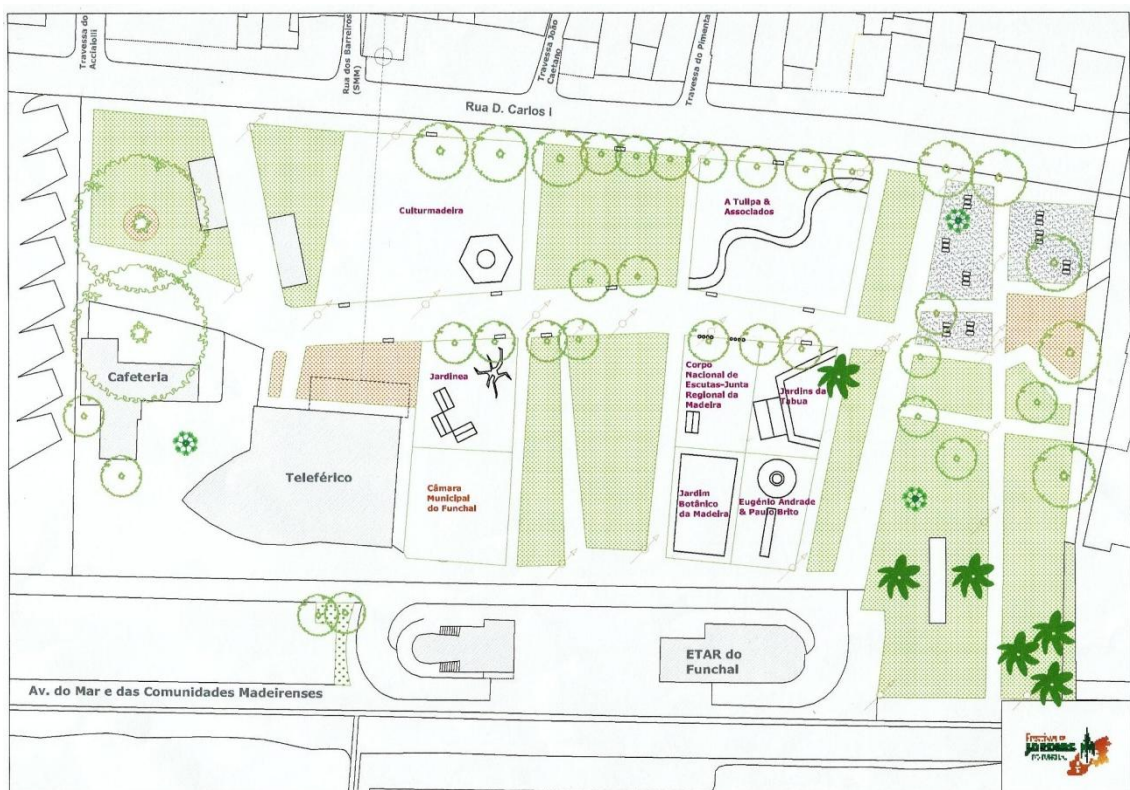 Travessa do
Acciaiolli
Rua dos Barreiros
(SMM)
Travessa João
Caetano
Travessa do Pimenta
Rua D. Carlos I
Culturmadeira
A Tulipa &
Associados
Cafeteria
Jardinea
Corpo
Nacional de
Escutas-Junta
Regional da
Madeira
Jardins da
Tabua
Teleférico
Câmara
Municipal
do Funchal
Jardim
Botânico
da Madeira
Eugénio Andrade
& Paulo Brito
ETAR do
Funchal
Av. do Mar e das Comunidades Madeirenses
JARDINS